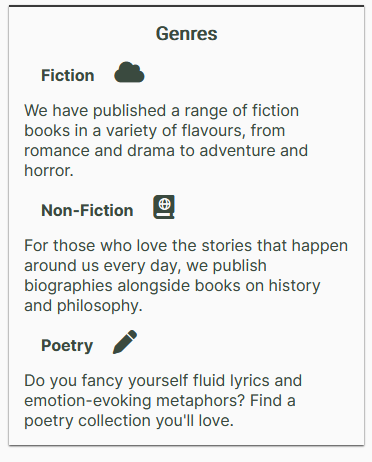 Genres
Fiction
We have published a range of fiction
books in a variety of flavours, from
romance and drama to adventure and
horror.
Non-Fiction
For those who love the stories that happen
around us every day, we publish
biographies alongside books on history
and philosophy.
Poetry
Do you fancy yourself fluid lyrics and
emotion-evoking metaphors? Find a
poetry collection you'll love.